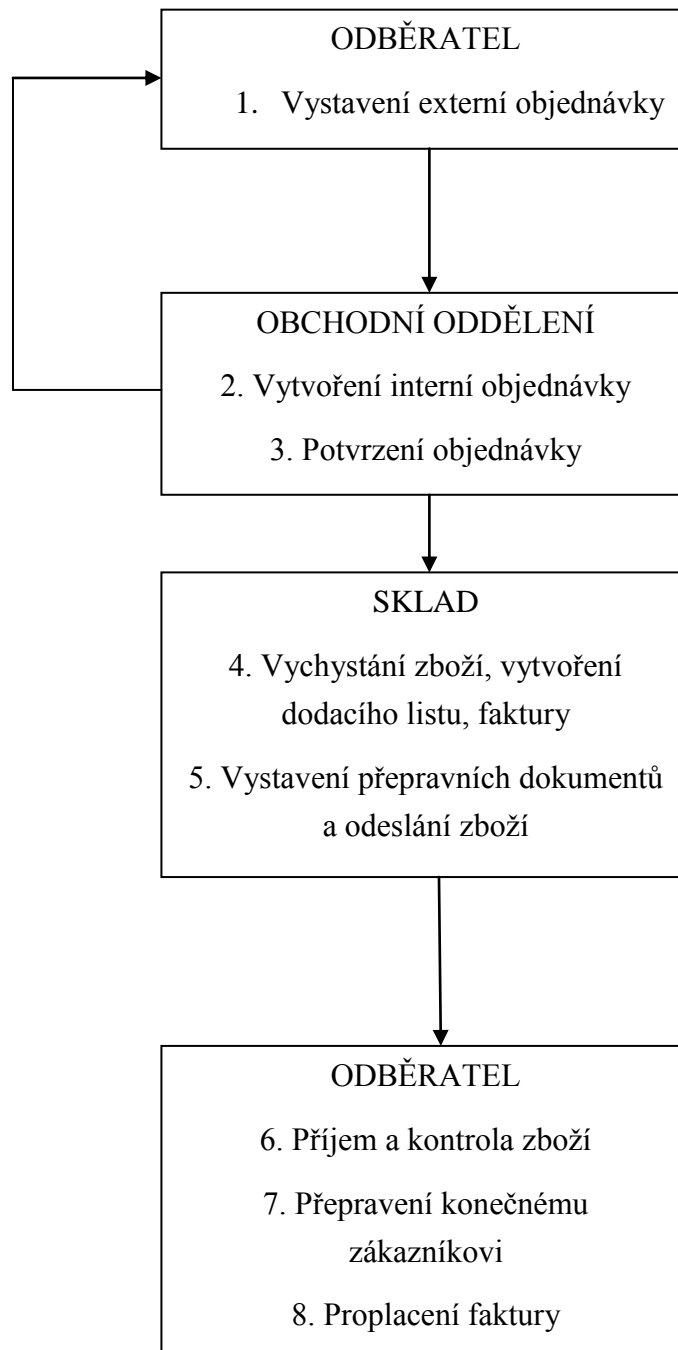 ODBĚRATEL
1. Vystavení externí objednávky
OBCHODNÍ ODDĚLENÍ
2. Vytvoření interní objednávky
3. Potvrzení objednávky
SKLAD
4. Vychystání zboží, vytvoření
dodacího listu, faktury
5. Vystavení přepravních dokumentů
a odeslání zboží
ODBĚRATEL
6. Příjem a kontrola zboží
7. Přepravení konečnému
zákazníkovi
8. Proplacení faktury